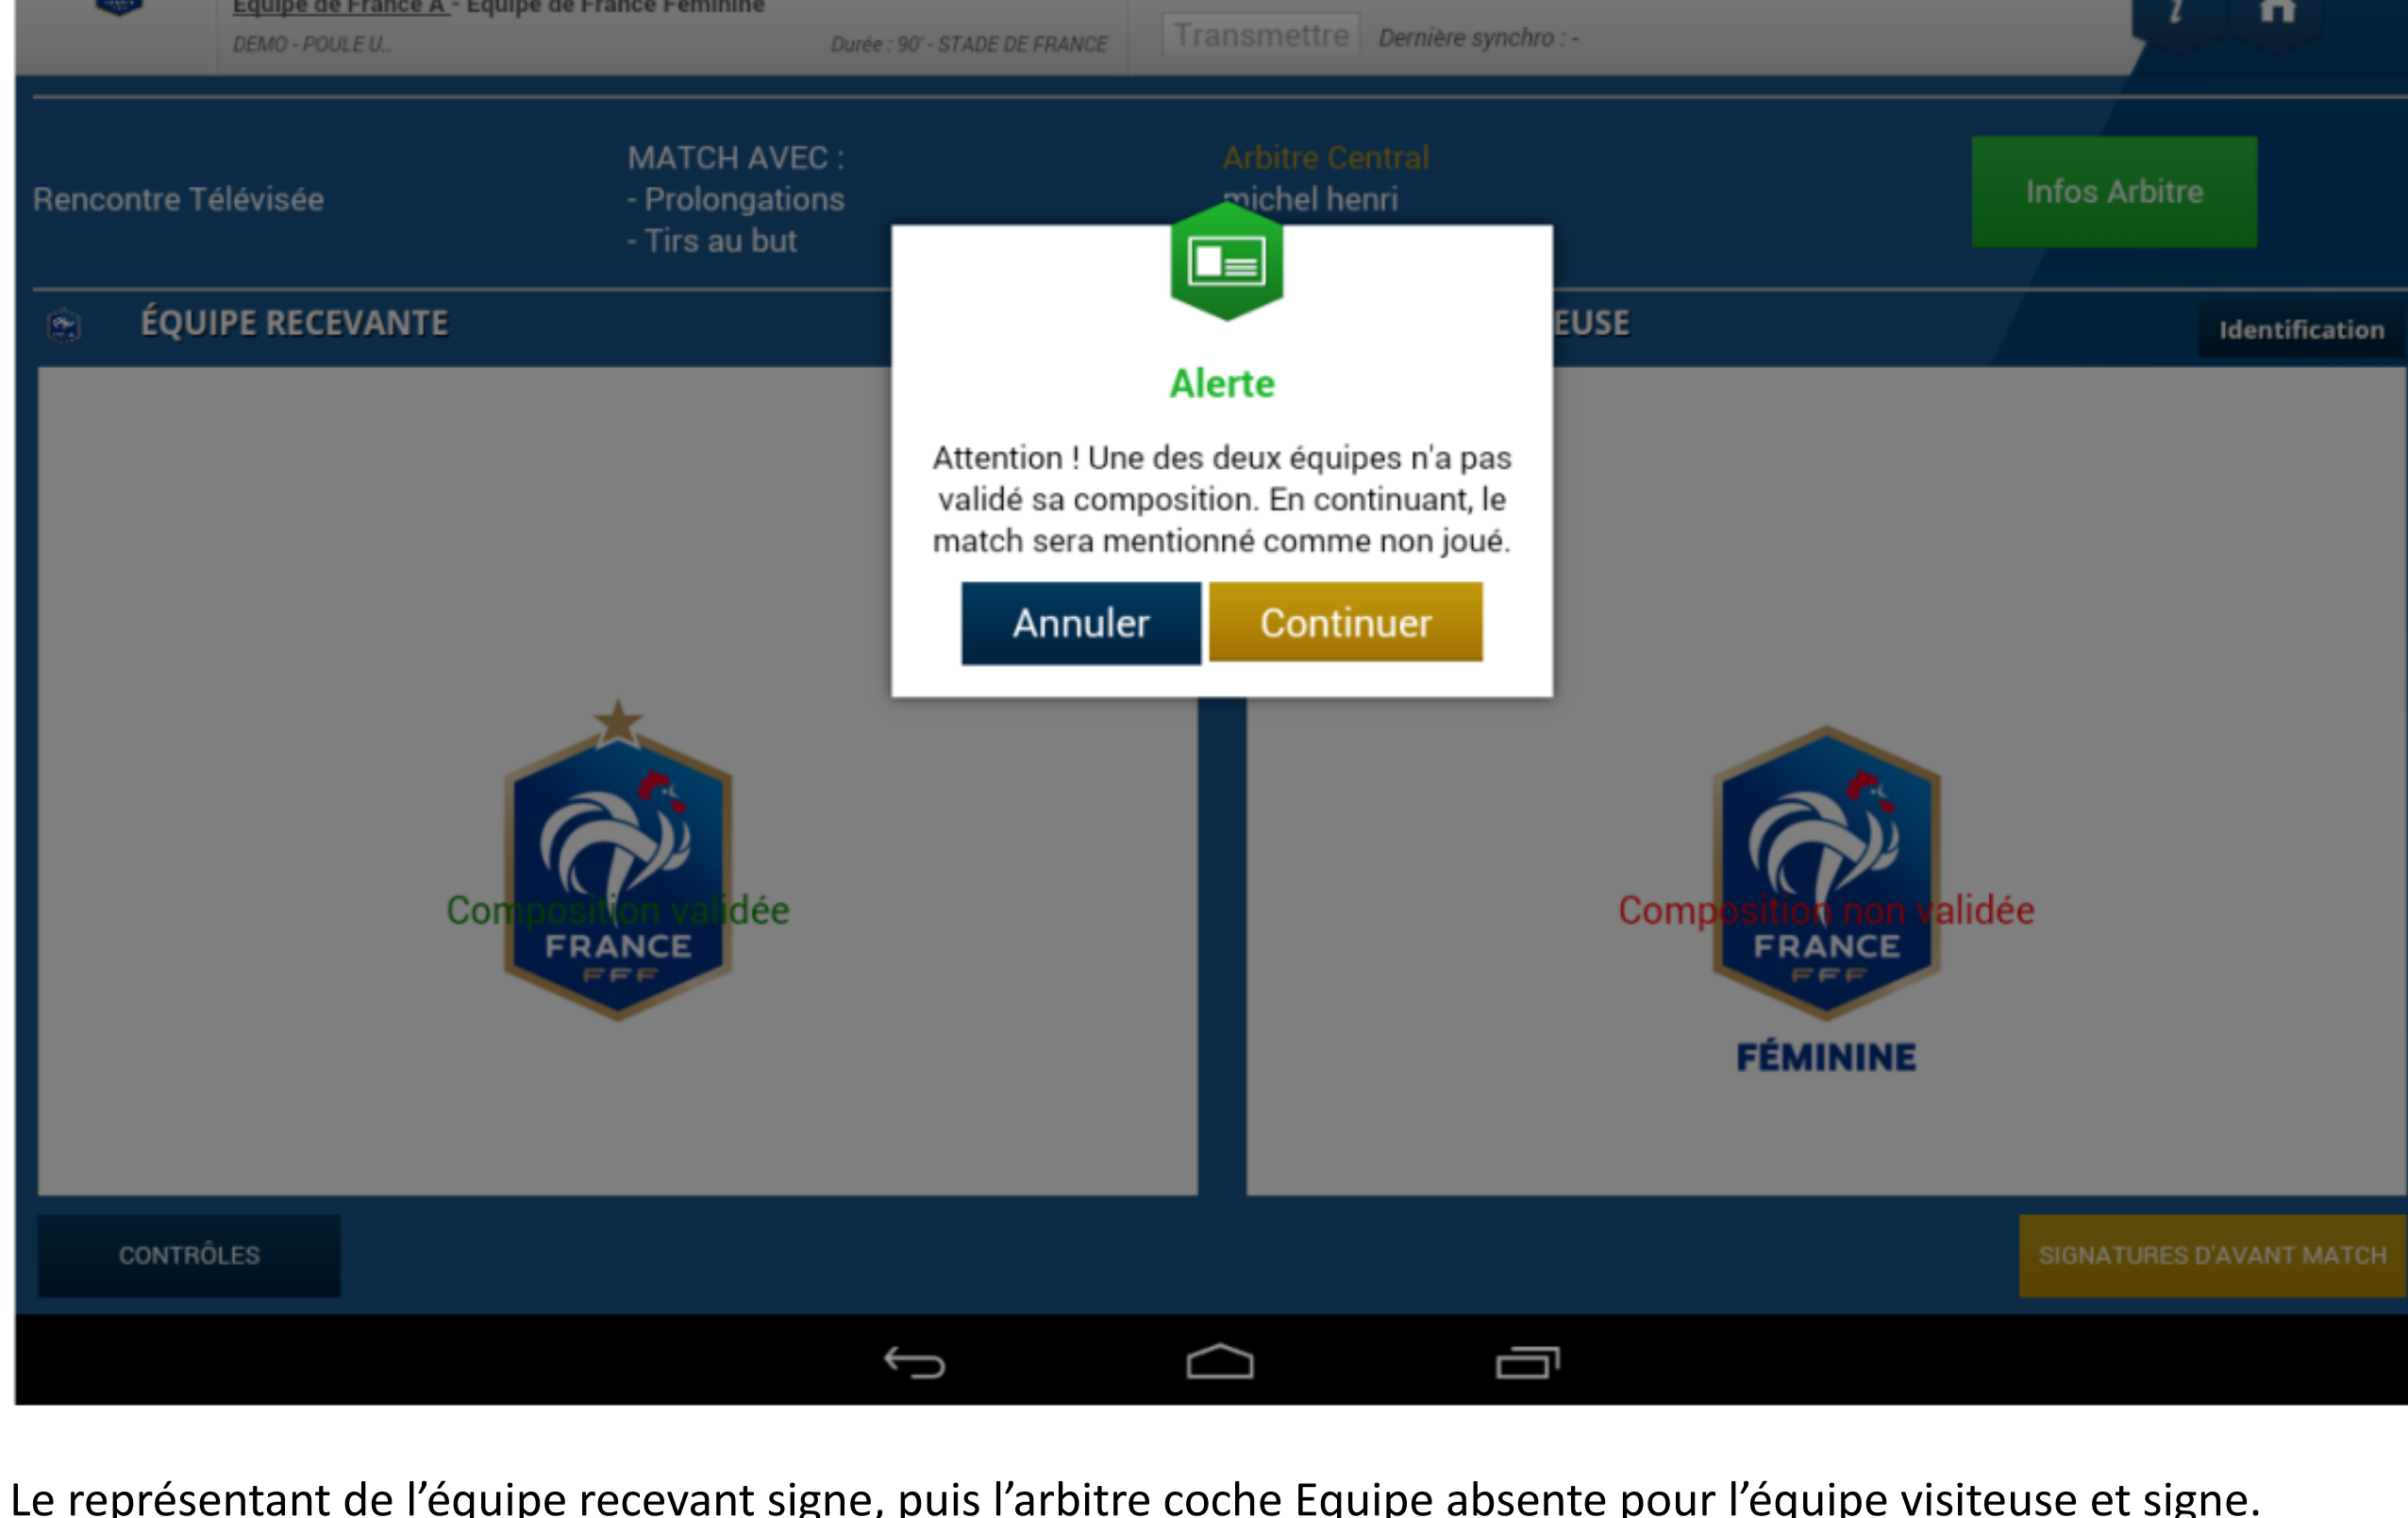 Equipe de France A - Equipe de France Féminine
DEMO - POULE U..
Durée : 90' - STADE DE FRANCE
Transmettre
Dernière synchro : -
Rencontre Télévisée
MATCH AVEC :
- Prolongations
- Tirs au but
Arbitre Central
michel henri
Infos Arbitre
ÉQUIPE RECEVANTE
EUSE
Identification
Alerte
Attention ! Une des deux équipes n'a pas
validé sa composition. En continuant, le
match sera mentionné comme non joué.
Annuler
Continuer
Composition validée
FRANCE
FFF
Composition non validée
FRANCE
FFF
FÉMININE
CONTRÔLES
SIGNATURES D'AVANT MATCH
Le représentant de l’équipe recevant signe, puis l’arbitre coche Equipe absente pour l’équipe visiteuse et signe.